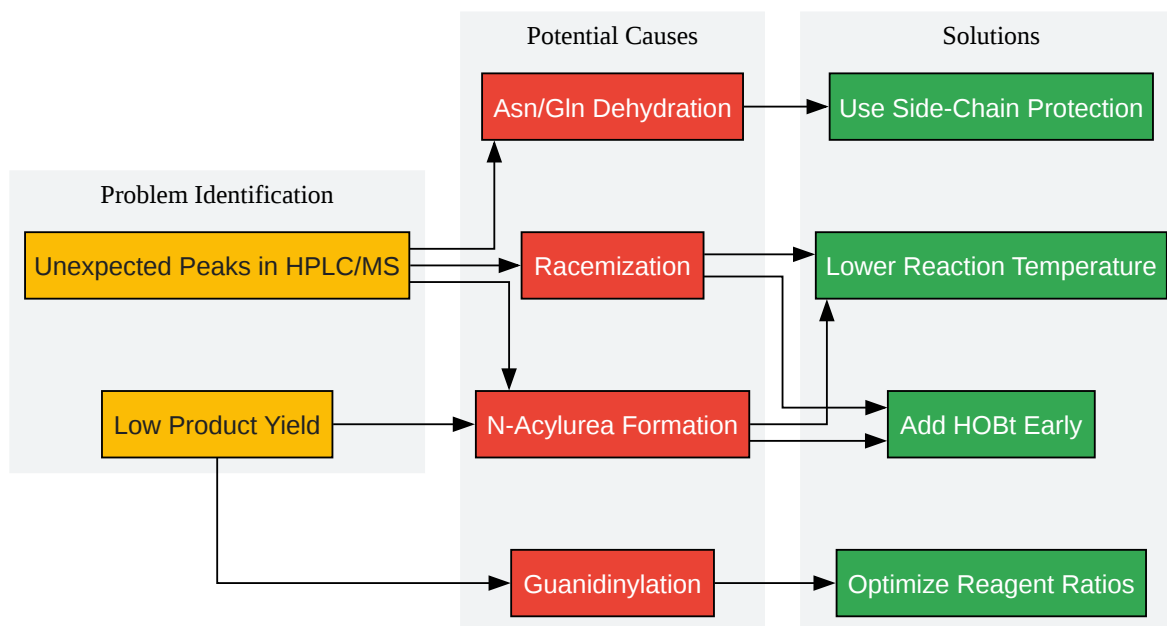 Potential Causes
Solutions
Asn/Gln Dehydration
Use Side-Chain Protection
Problem Identification
Unexpected Peaks in HPLC/MS
Racemization
Lower Reaction Temperature
Low Product Yield
N-Acylurea Formation
Add HOBt Early
Guanidinylation
Optimize Reagent Ratios